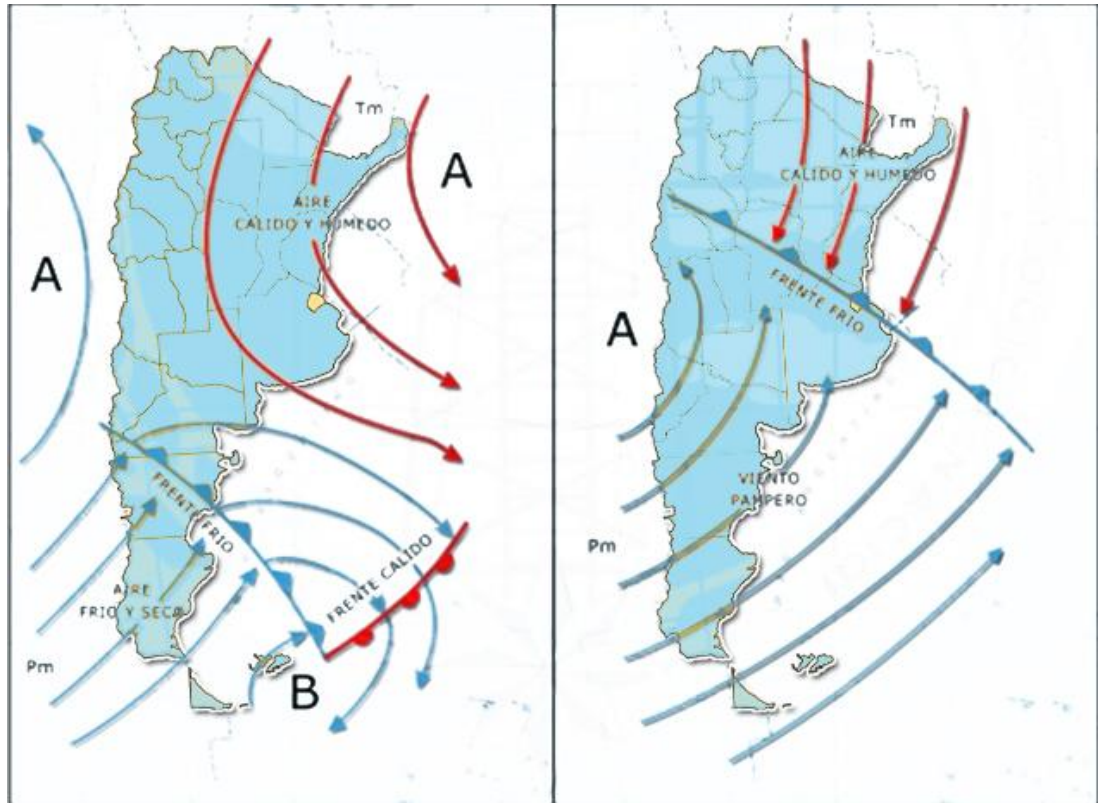 Tm
A
AIRE
CALIDO Y HUMEDO
A
FRENTE FRIO
FRENTE CALIDO
AIRE
FRIO Y SECA
Pm
B
Tm
AIRE
CALIDO Y HUMEDO
FRENTE FRIO
A
VIENTO
PAMPERO
Pm